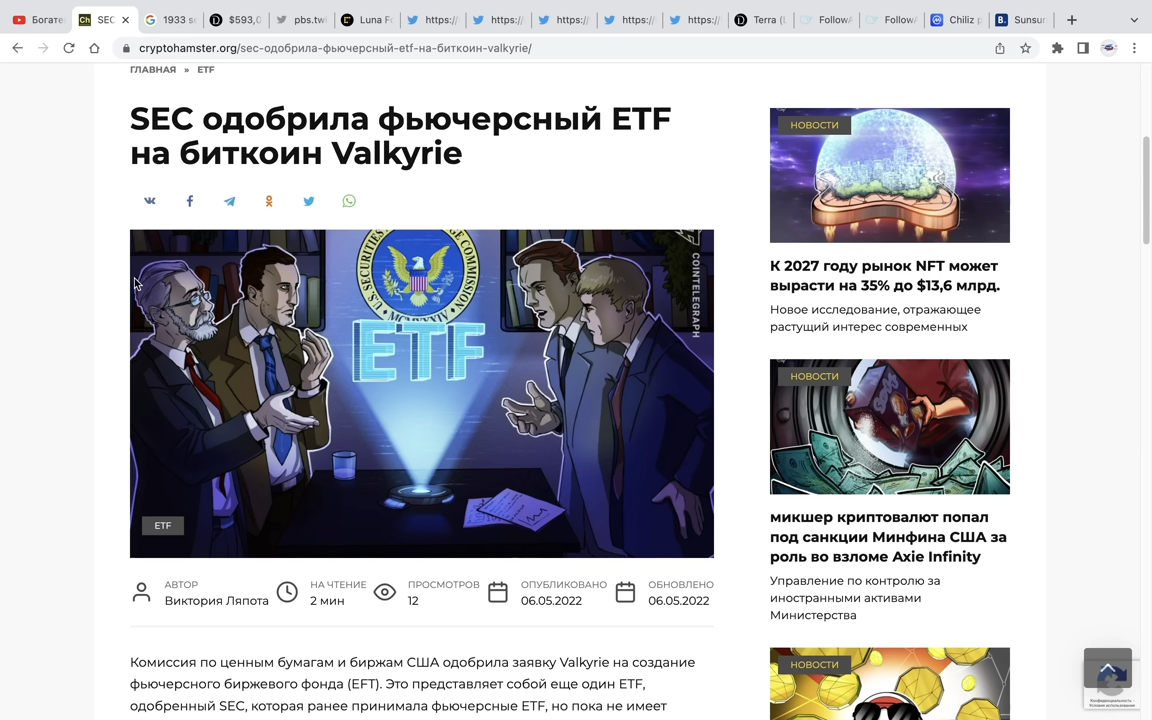 Богате
SEC
1933 se
$593,0
pbs.tw
Luna Fo
https:/
https:/
https:/
https:/
https:/
Terra (L
FollowA
FollowA
Chiliz p
Sunsun
cryptohamster.org/sec-одобрила-фьючерсный-etf-на-биткоин-valkyrie/
ГЛАВНАЯ » ETF
SEC одобрила фьючерсный ETF
на биткоин Valkyrie
COINTELEGRAPH
ETF
ETF
АВТОР
Виктория Ляпота
НА ЧТЕНИЕ
2 мин
ПРОСМОТРОВ
12
ОПУБЛИКОВАНО
06.05.2022
ОБНОВЛЕНО
06.05.2022
Комиссия по ценным бумагам и биржам США одобрила заявку Valkyrie на создание
фьючерсного биржевого фонда (EFT). Это представляет собой еще один ETF,
одобренный SEC, которая ранее принимала фьючерсные ETF, но пока не имеет
НОВОСТИ
К 2027 году рынок NFT может
вырасти на 35% до $13,6 млрд.
Новое исследование, отражающее
растущий интерес современных
НОВОСТИ
микшер криптовалют попал
под санкции Минфина США за
роль во взломе Axie Infinity
Управление по контролю за
иностранными активами
Министерства
НОВОСТИ